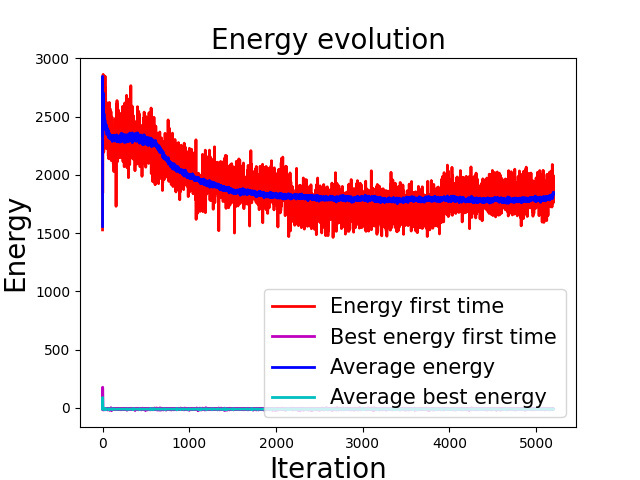 Energy evolution
3000
2500
2000
1500
1000
500
0
Energy
Energy first time
Best energy first time
Average energy
Average best energy
0 1000 2000 3000 4000 5000
Iteration